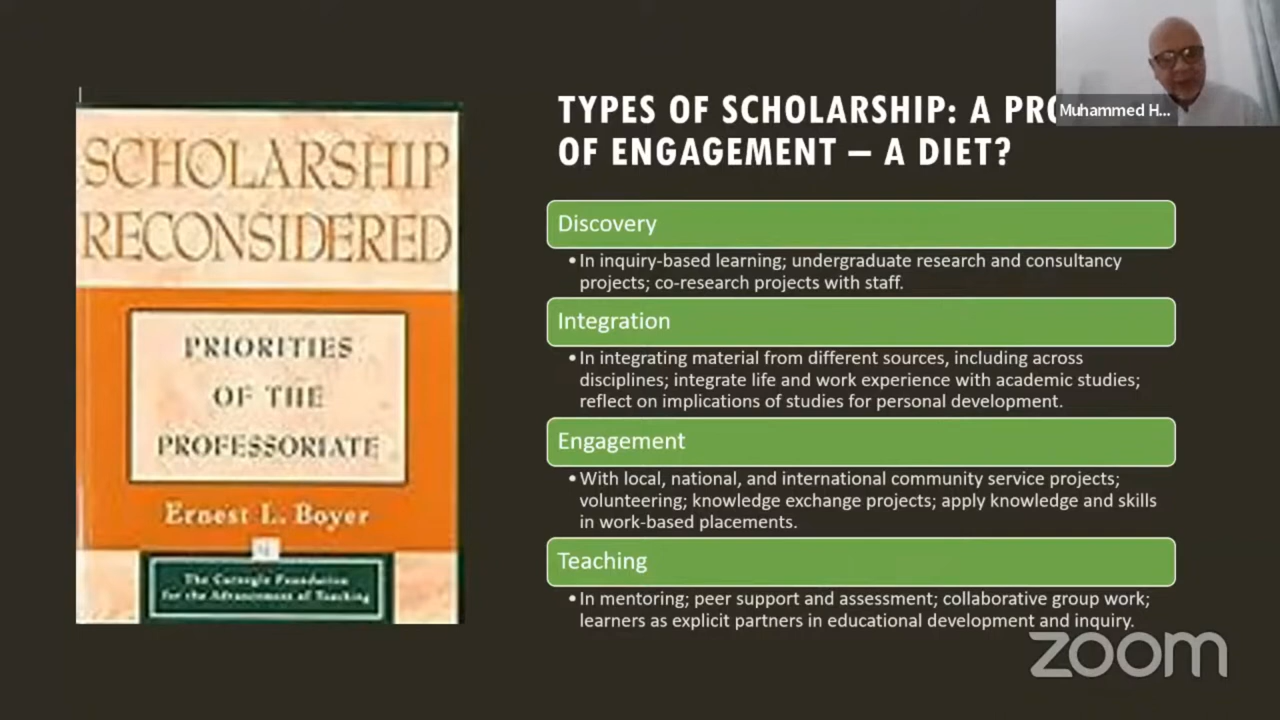 SCHOLARSHIP
RECONSIDERED
PRIORITIES
OF THE
PROFESSORIATE
Ernest L. Boyer
The Carnegie Foundation
for the Advancement of Teaching
TYPES OF SCHOLARSHIP: A PRO
OF ENGAGEMENT – A DIET?
Discovery
•In inquiry-based learning; undergraduate research and consultancy
projects; co-research projects with staff.
Integration
•In integrating material from different sources, including across
disciplines; integrate life and work experience with academic studies;
reflect on implications of studies for personal development.
Engagement
•With local, national, and international community service projects;
volunteering; knowledge exchange projects; apply knowledge and skills
in work-based placements.
Teaching
•In mentoring; peer support and assessment; collaborative group work;
learners as explicit partners in educational development and inquiry.
Muhammed H...
zoom